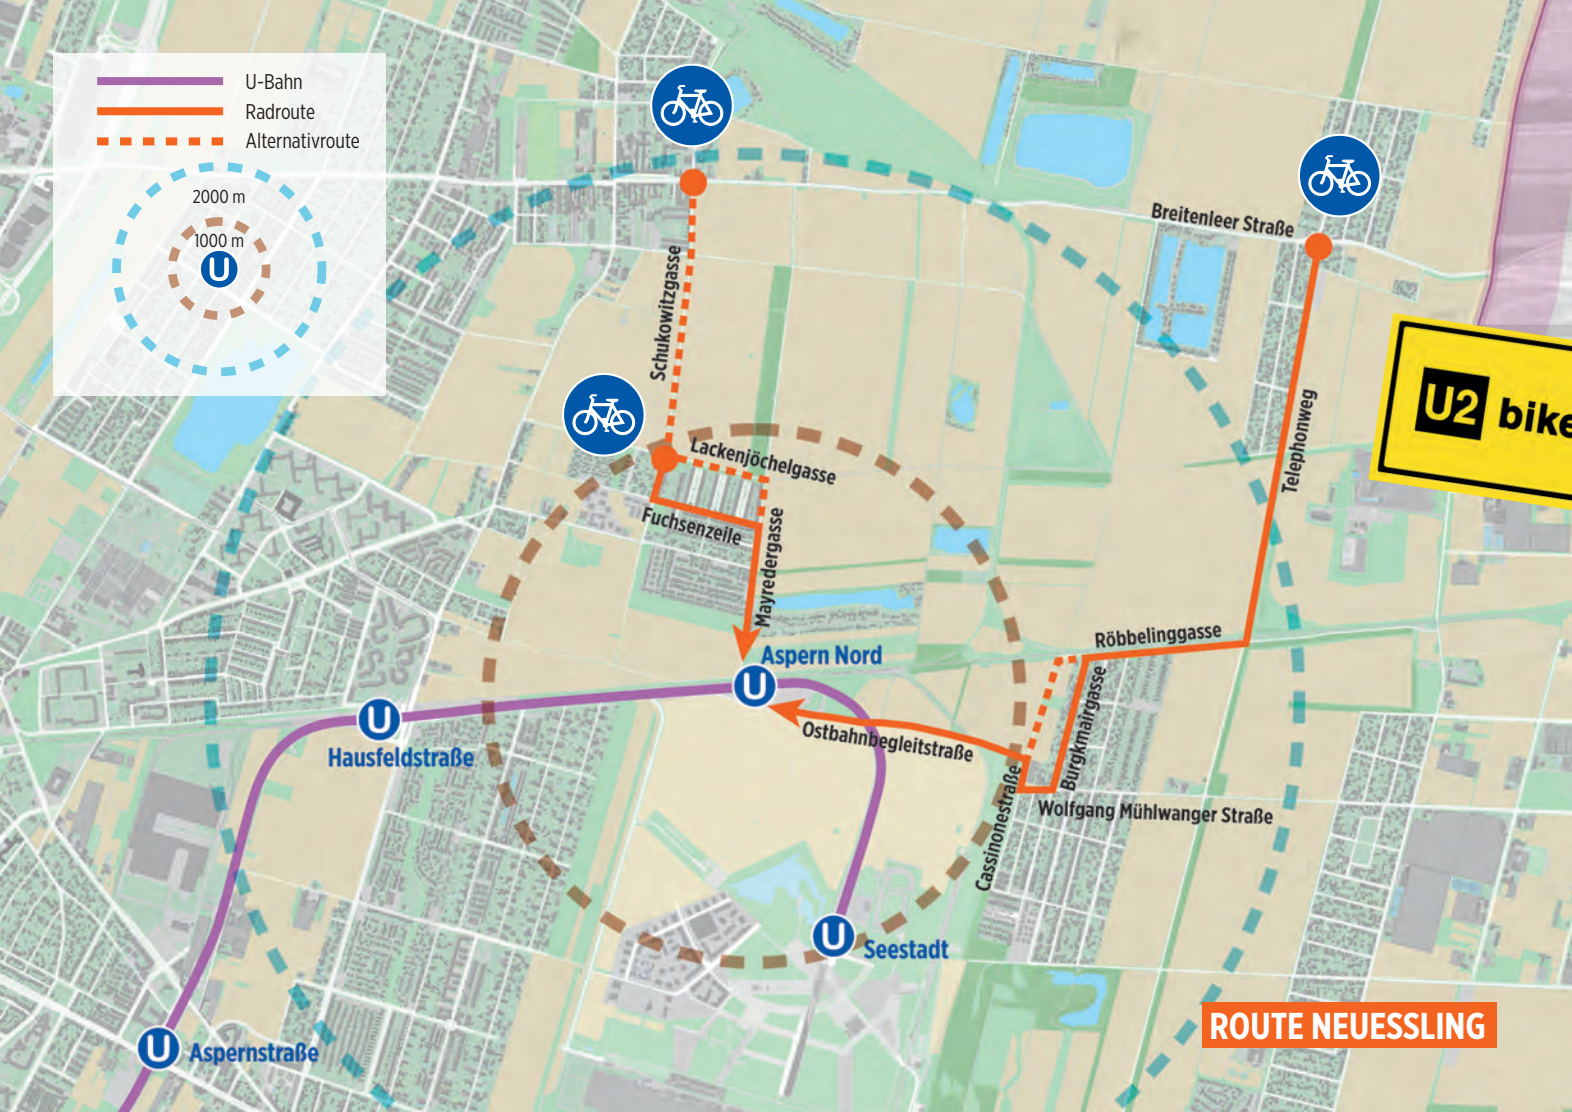 U-Bahn
Radroute
Alternativroute
2000 m
1000 m
U
Breitenleer Straße
Schukowitzgasse
U2 bike
Telephonweg
Lackenjöchelgasse
Fuchsenzeile
Mayredergasse
Röbbelinggasse
Aspern Nord
U
Burgkmairgasse
U
Hausfeldstraße
Ostbahnbegleitstraße
Cassinonestraße
Wolfgang Mühlwanger Straße
U
Seestadt
ROUTE NEUESSLING
U
Aspernstraße